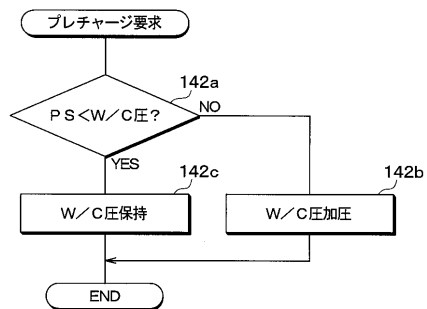 プレチャージ要求
142a
PS<W/C圧?
NO
YES
142c
142b
W/C圧保持
W/C圧加圧
END